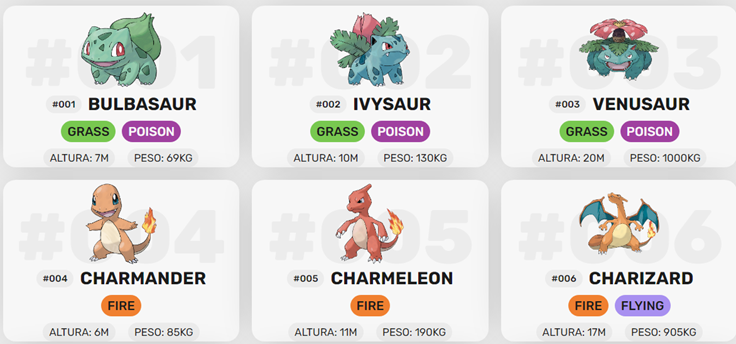 #001
#001 BULBASAUR
GRASS POISON
ALTURA: 7M PESO: 69KG
#002
#002 IVYSAUR
GRASS POISON
ALTURA: 10M PESO: 130KG
#003
#003 VENUSAUR
GRASS POISON
ALTURA: 20M PESO: 1000KG
#004
#004 CHARMANDER
FIRE
ALTURA: 6M PESO: 85KG
#005
#005 CHARMELEON
FIRE
ALTURA: 11M PESO: 190KG
#006
#006 CHARIZARD
FIRE FLYING
ALTURA: 17M PESO: 905KG